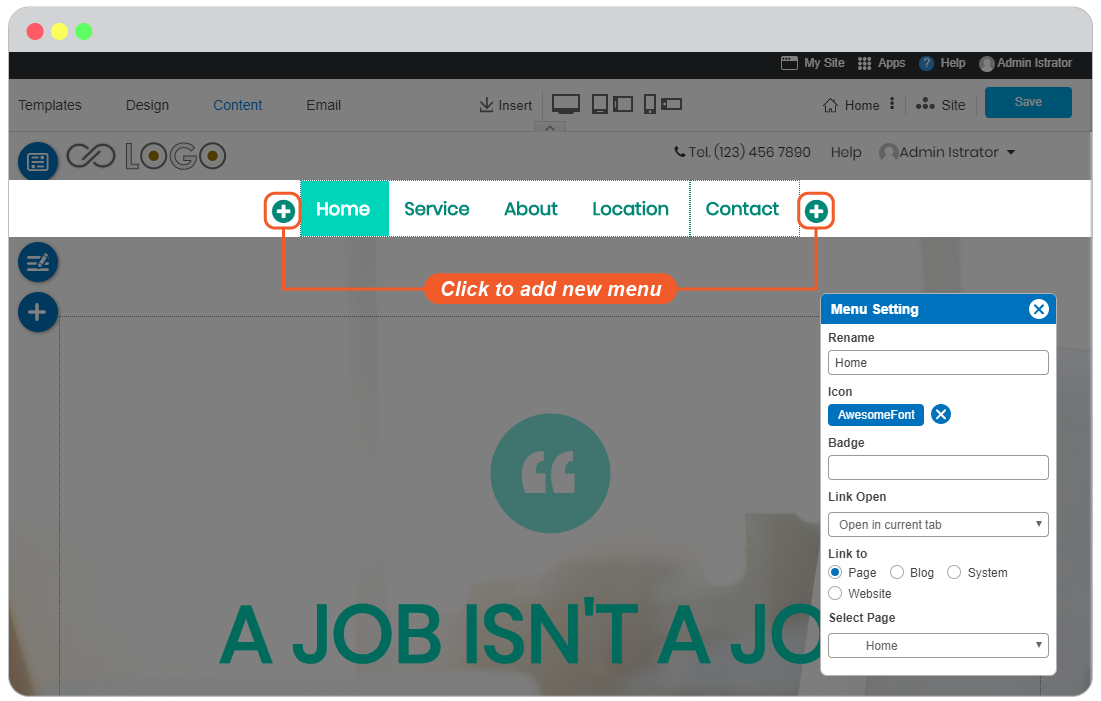 My Site Apps ? Help Admin Istrator
Templates Design Content Email Insert Home Site Save
LOGO Tel. (123) 456 7890 Help Admin Istrator
Home Service About Location Contact
Click to add new menu
Menu Setting
Rename
Home
Icon
AwesomeFont
Badge
Link Open
Open in current tab
Link to
Page Blog System
Website
Select Page
Home
“
A JOB ISN'T A JO